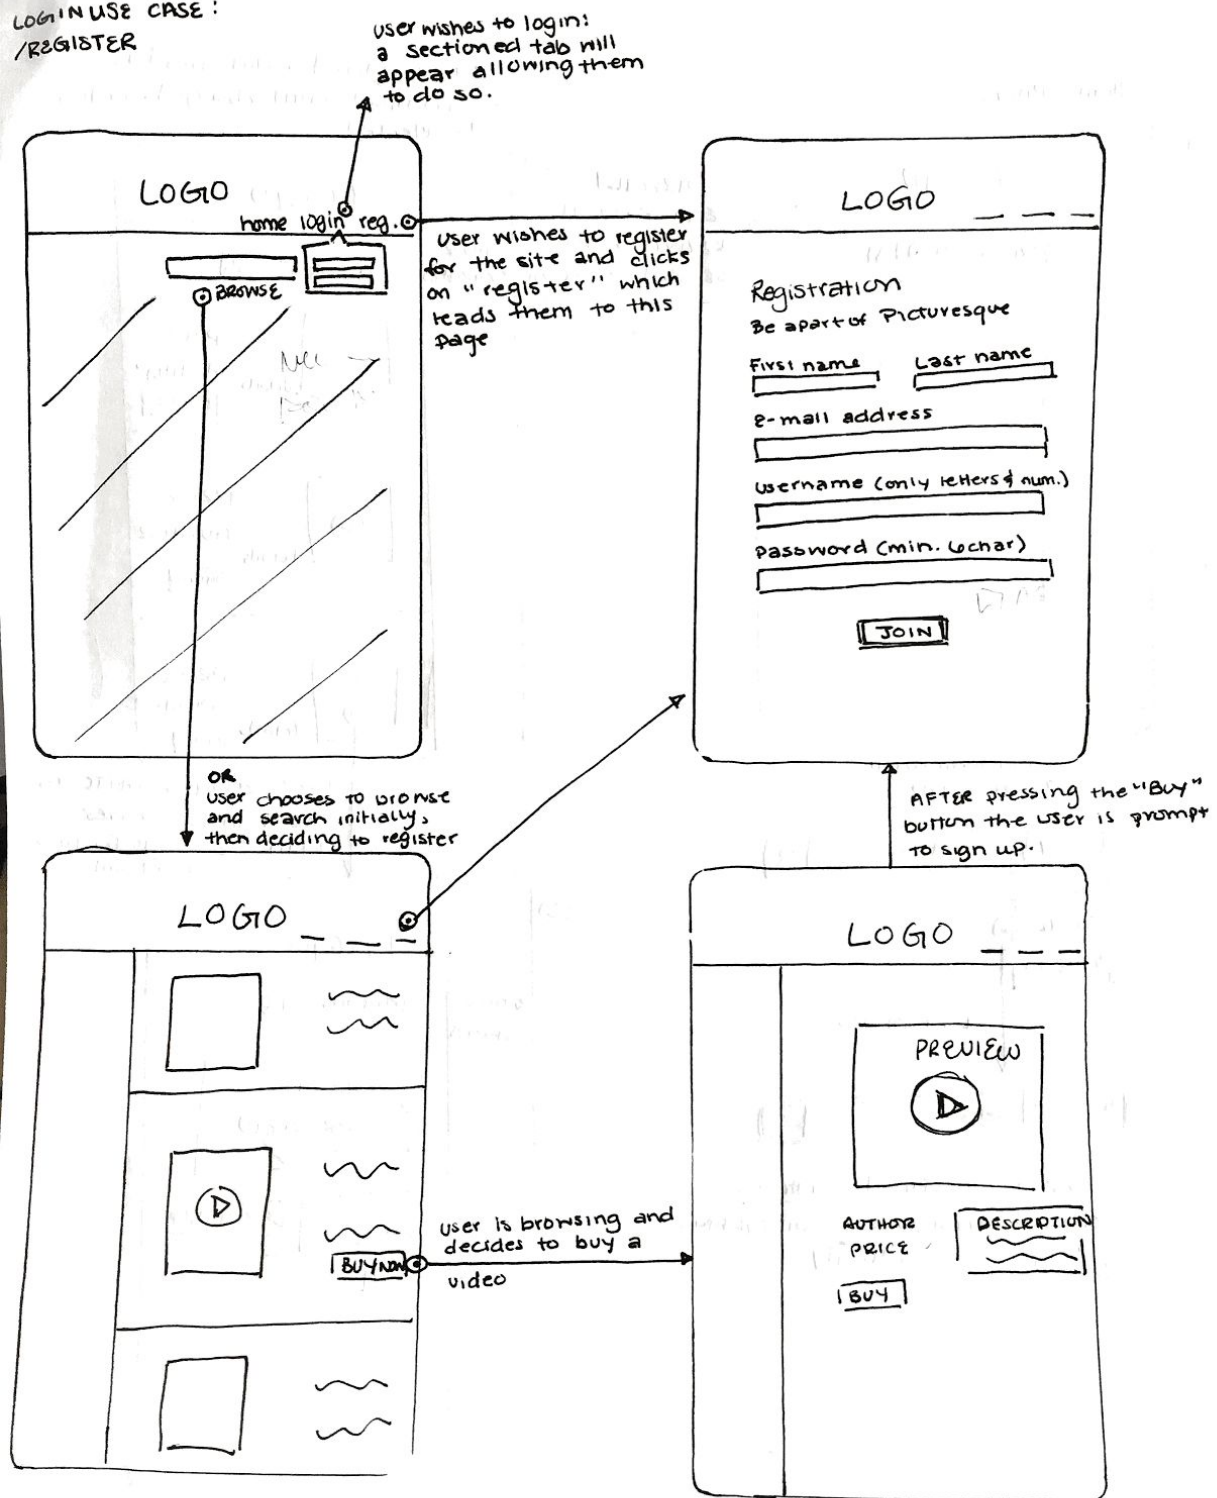 LOGIN USE CASE:
/REGISTER
user wishes to login:
a sectioned tab will
appear allowing them
to do so.
LOGO
home login reg.
BROWSE
user wishes to register
for the site and clicks
on "register" which
leads them to this
page
LOGO
Registration
Be apart of Picturesque
First name Last name
e-mail address
username (only letters & num.)
password (min. 6char)
JOIN
OR
user chooses to browse
and search initially,
then deciding to register
AFTER pressing the "Buy"
button the user is prompt
to sign up.
LOGO
BUY NOW
user is browsing and
decides to buy a
video
LOGO
PREVIEW
AUTHOR
PRICE
DESCRIPTION
BUY